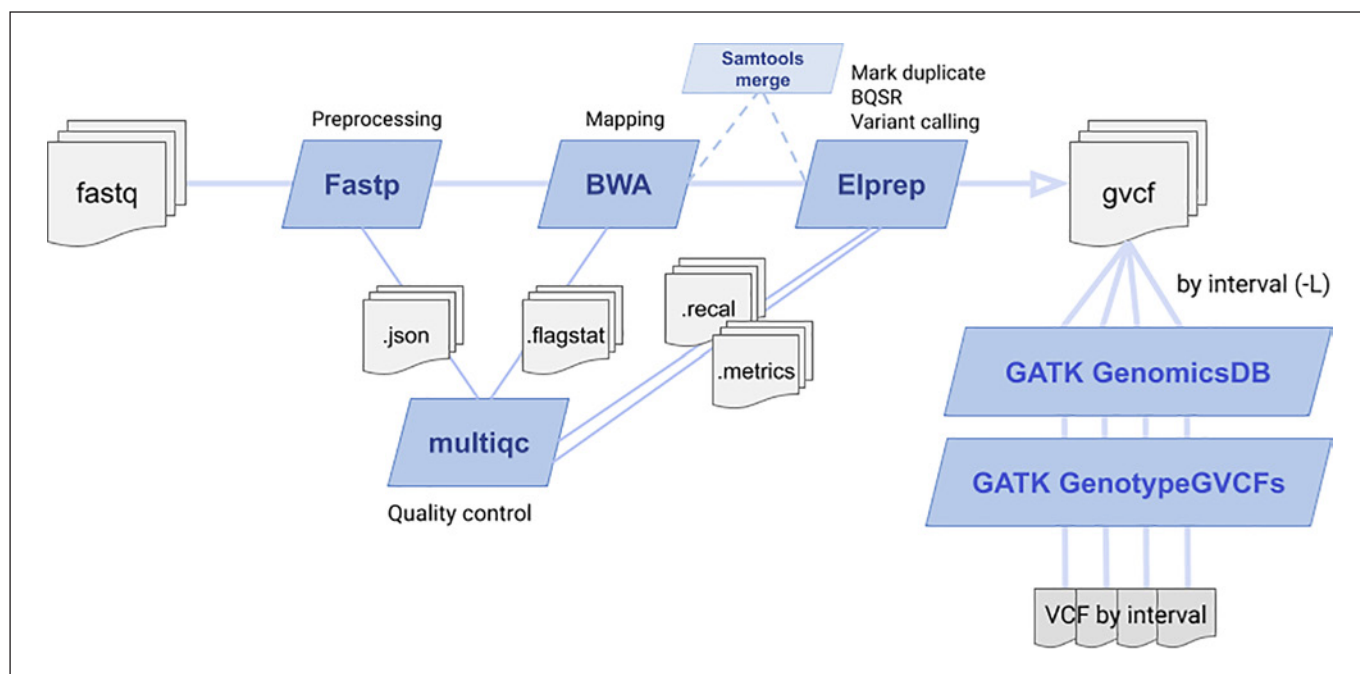 Samtools
merge
Mark duplicate
BQSR
Variant calling
Preprocessing
Mapping
fastq
Fastp
BWA
Elprep
gvcf
by interval (-L)
.json
.flagstat
.recal
.metrics
GATK GenomicsDB
multiqc
GATK GenotypeGVCFs
Quality control
VCF by interval